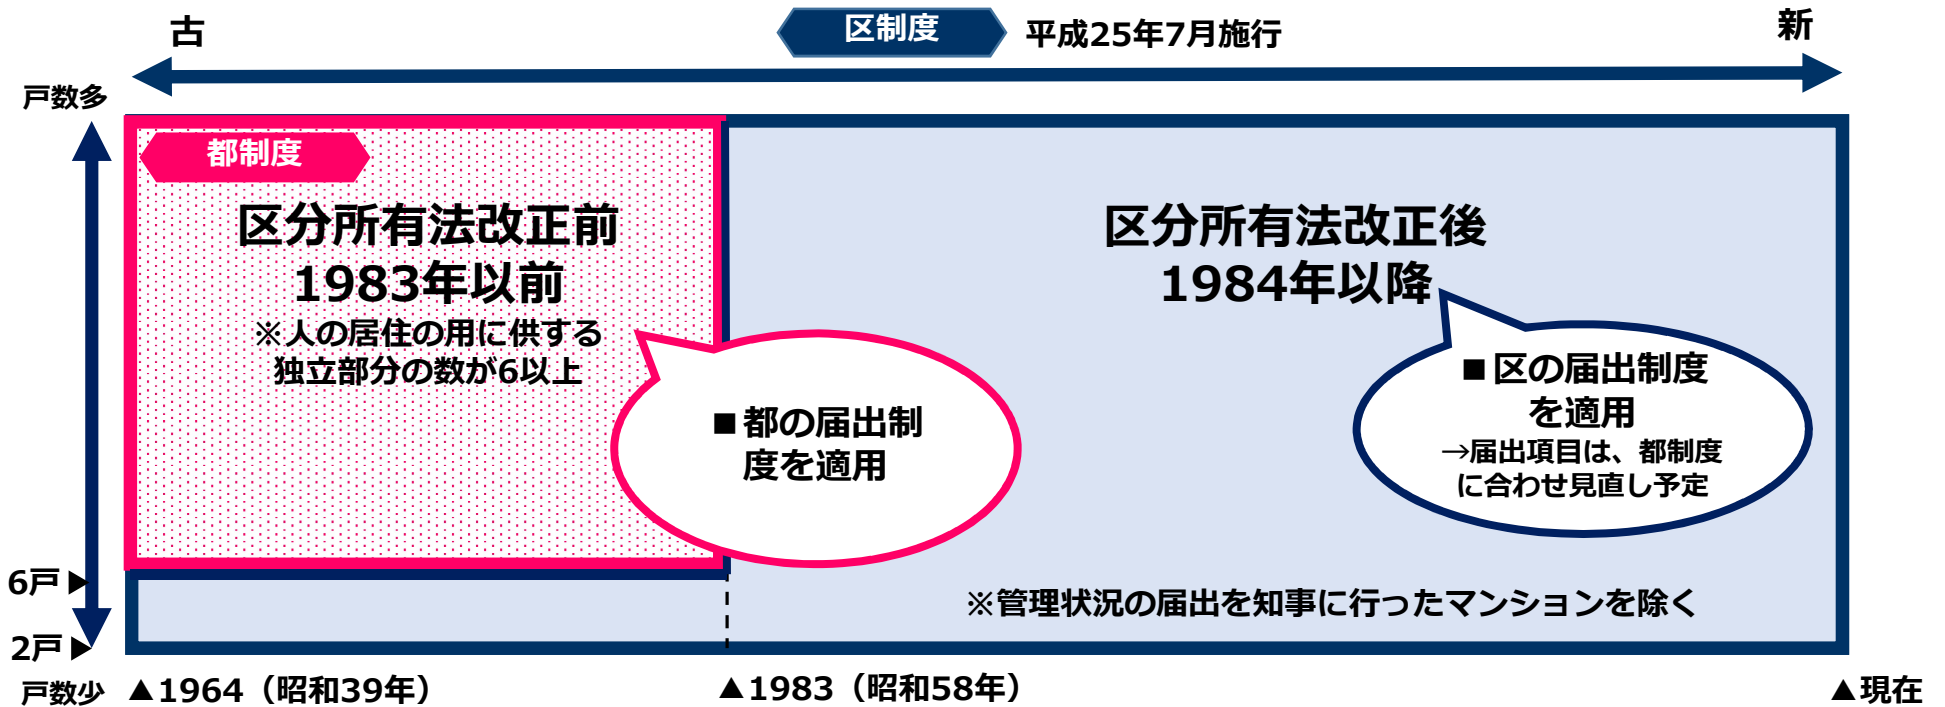 古
区制度
平成25年7月施行
新
戸数多
都制度
区分所有法改正前
1983年以前
※人の居住の用に供する
独立部分の数が6以上
区分所有法改正後
1984年以降
■都の届出制
度を適用
■区の届出制度
を適用
→届出項目は、都制度
に合わせ見直し予定
6戸▶
※管理状況の届出を知事に行ったマンションを除く
2戸▶
戸数少
▲1964（昭和39年）
▲1983（昭和58年）
▲現在